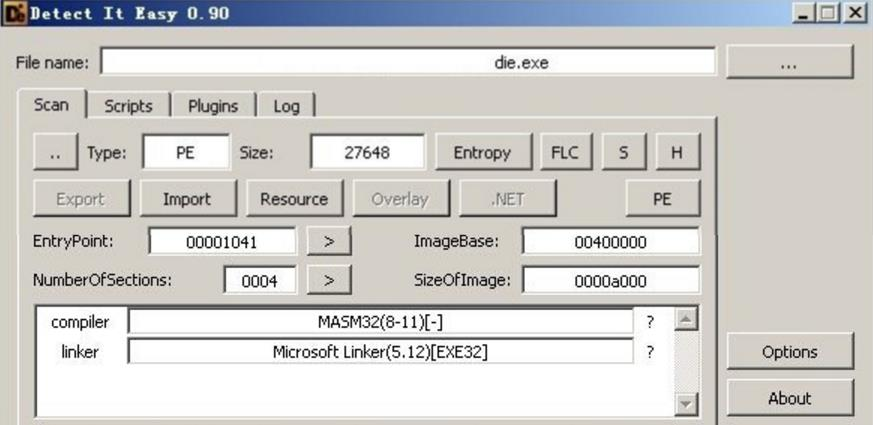 Detect It Easy 0.90
File name: die.exe ...
Scan Scripts Plugins Log
.. Type: PE Size: 27648 Entropy FLC S H
Export Import Resource Overlay .NET PE
EntryPoint: 00001041 > ImageBase: 00400000
NumberOfSections: 0004 > SizeOfImage: 0000a000
compiler MASM32(8-11)[-] ?
linker Microsoft Linker(5.12)[EXE32] ?
Options
About